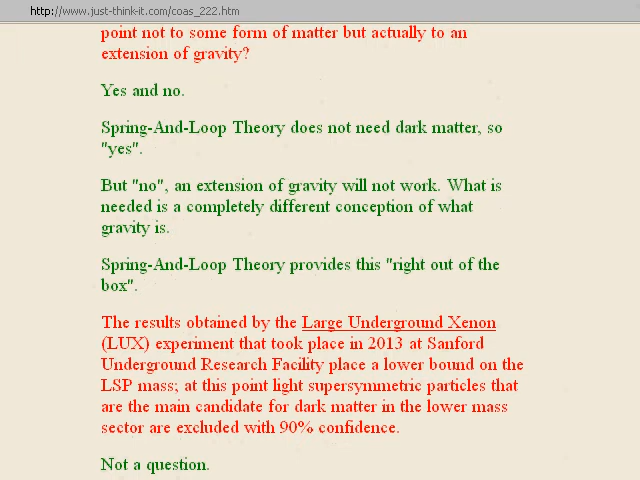 http://www.just-think-it.com/coas_222.htm
point not to some form of matter but actually to an
extension of gravity?
Yes and no.
Spring-And-Loop Theory does not need dark matter, so
"yes".
But "no", an extension of gravity will not work. What is
needed is a completely different conception of what
gravity is.
Spring-And-Loop Theory provides this "right out of the
box".
The results obtained by the Large Underground Xenon
(LUX) experiment that took place in 2013 at Sanford
Underground Research Facility place a lower bound on the
LSP mass; at this point light supersymmetric particles that
are the main candidate for dark matter in the lower mass
sector are excluded with 90% confidence.
Not a question.